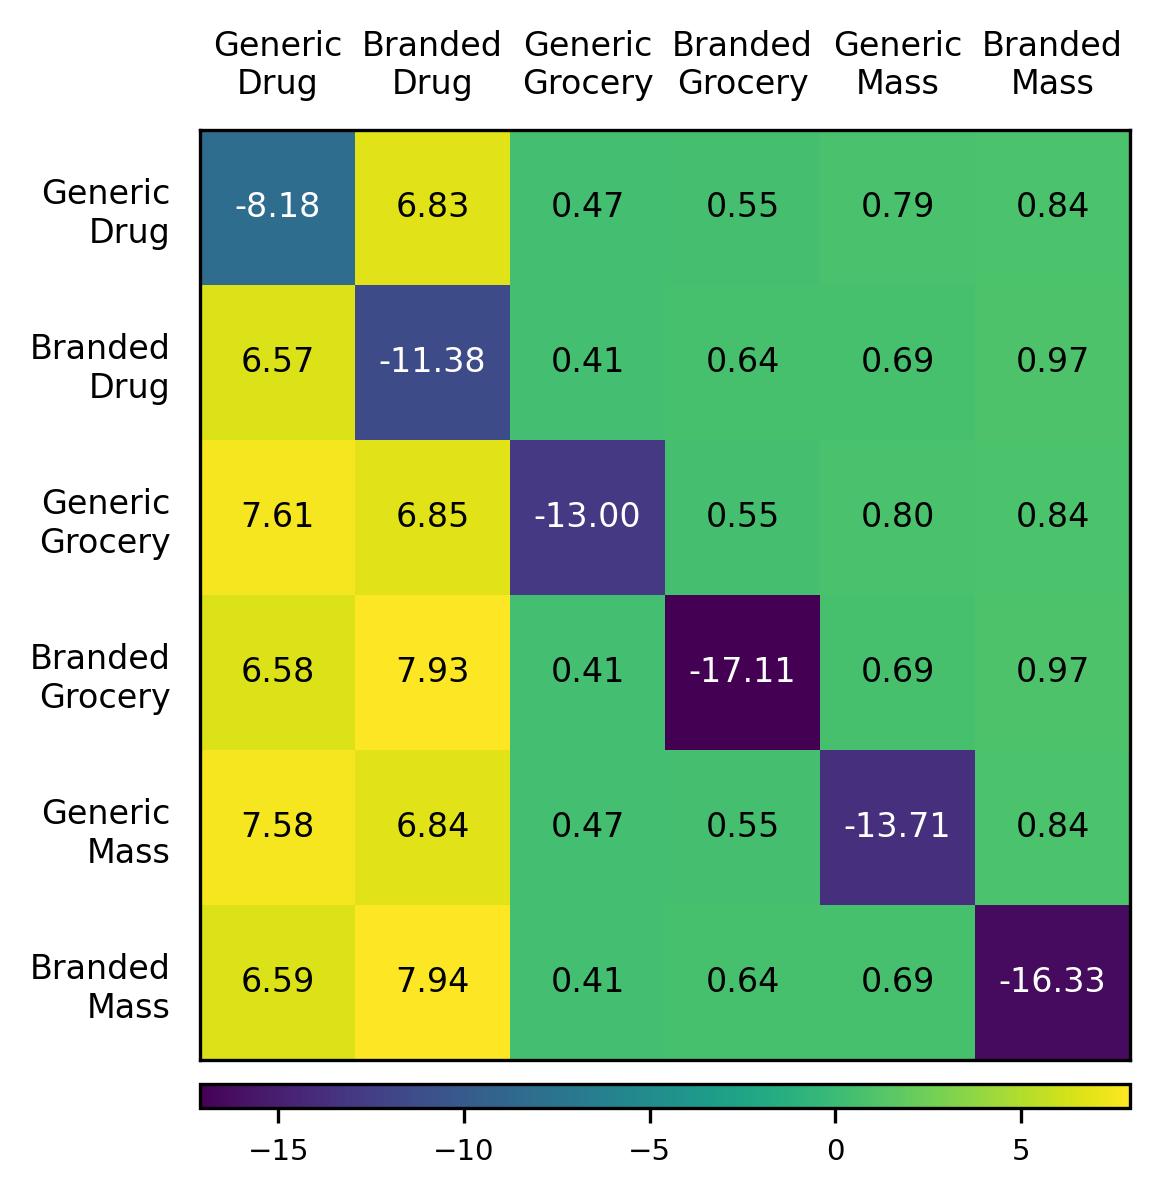 Generic Branded Generic Branded Generic Branded
Drug Drug Grocery Grocery Mass Mass
Generic
Drug
-8.18 6.83 0.47 0.55 0.79 0.84
Branded
Drug
6.57 -11.38 0.41 0.64 0.69 0.97
Generic
Grocery
7.61 6.85 -13.00 0.55 0.80 0.84
Branded
Grocery
6.58 7.93 0.41 -17.11 0.69 0.97
Generic
Mass
7.58 6.84 0.47 0.55 -13.71 0.84
Branded
Mass
6.59 7.94 0.41 0.64 0.69 -16.33
−15 −10 −5 0 5